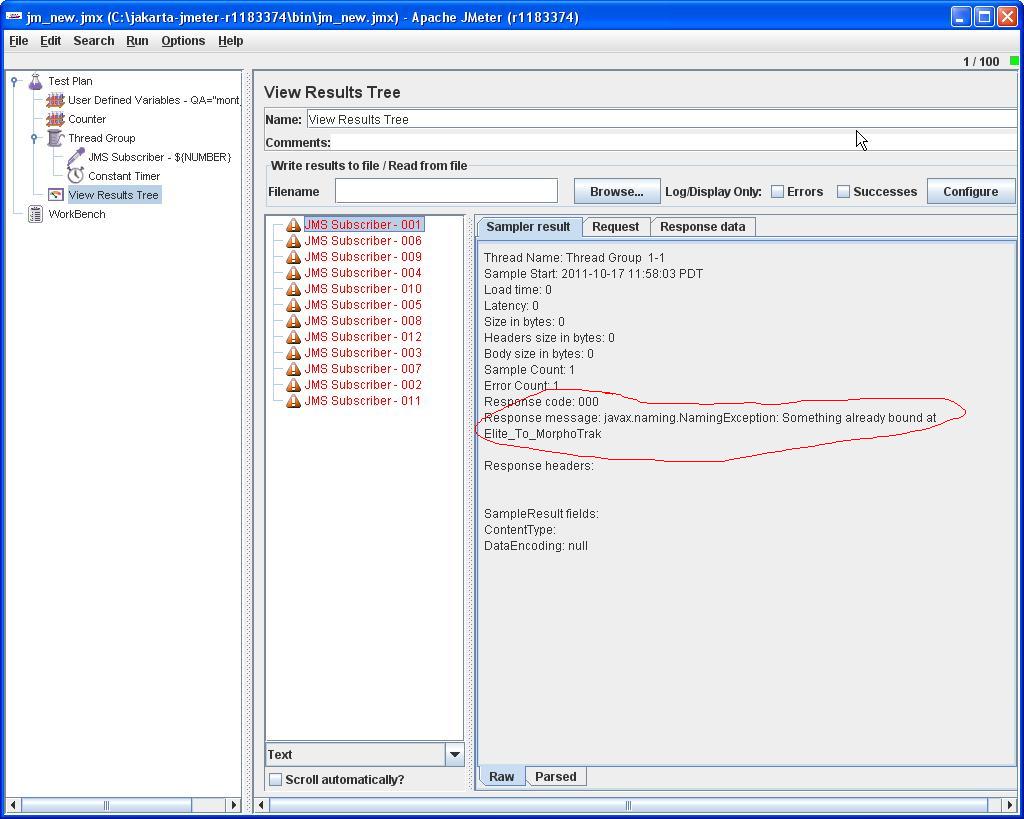 jm_new.jmx (C:\jakarta-jmeter-r1183374\bin\jm_new.jmx) - Apache JMeter (r1183374)
File Edit Search Run Options Help
1 / 100
Test Plan
User Defined Variables - QA="mont_
Counter
Thread Group
JMS Subscriber - ${NUMBER}
Constant Timer
View Results Tree
WorkBench
View Results Tree
Name: View Results Tree
Comments:
Write results to file / Read from file
Filename Browse... Log/Display Only: Errors Successes Configure
JMS Subscriber - 001
JMS Subscriber - 006
JMS Subscriber - 009
JMS Subscriber - 004
JMS Subscriber - 010
JMS Subscriber - 005
JMS Subscriber - 008
JMS Subscriber - 012
JMS Subscriber - 003
JMS Subscriber - 007
JMS Subscriber - 002
JMS Subscriber - 011
Text
Scroll automatically?
Sampler result Request Response data
Thread Name: Thread Group 1-1
Sample Start: 2011-10-17 11:58:03 PDT
Load time: 0
Latency: 0
Size in bytes: 0
Headers size in bytes: 0
Body size in bytes: 0
Sample Count: 1
Error Count: 1
Response code: 000
Response message: javax.naming.NamingException: Something already bound at
Elite_To_MorphoTrak
Response headers:
SampleResult fields:
ContentType:
DataEncoding: null
Raw Parsed